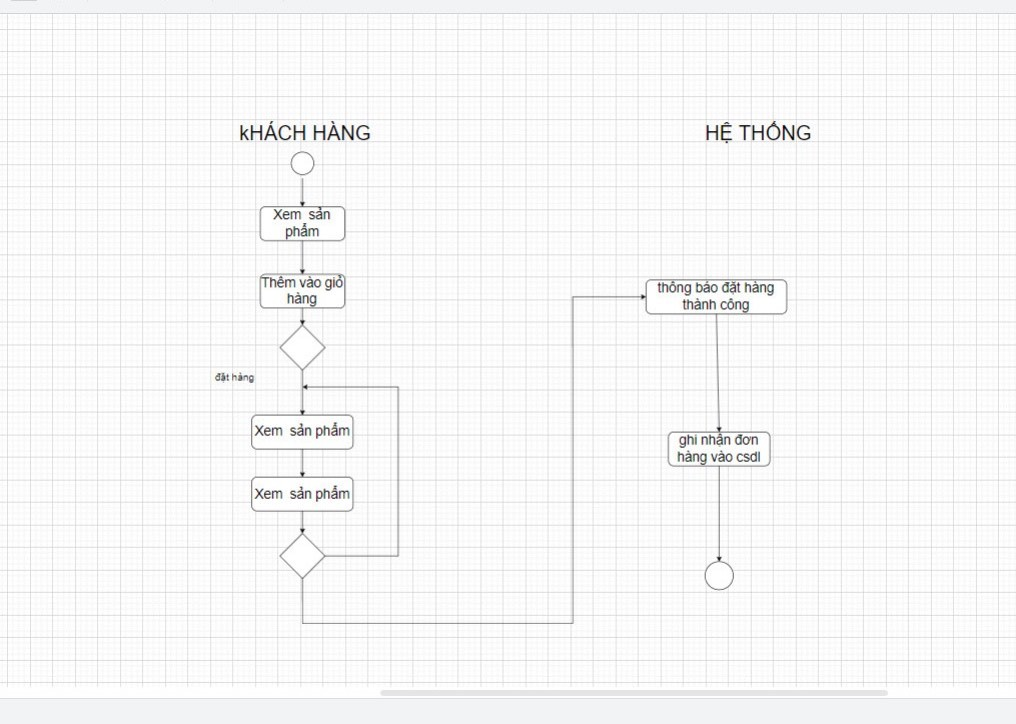 kHÁCH HÀNG
HỆ THỐNG
Xem sản
phẩm
Thêm vào giỏ
hàng
đặt hàng
Xem sản phẩm
Xem sản phẩm
thông báo đặt hàng
thành công
ghi nhận đơn
hàng vào csdl